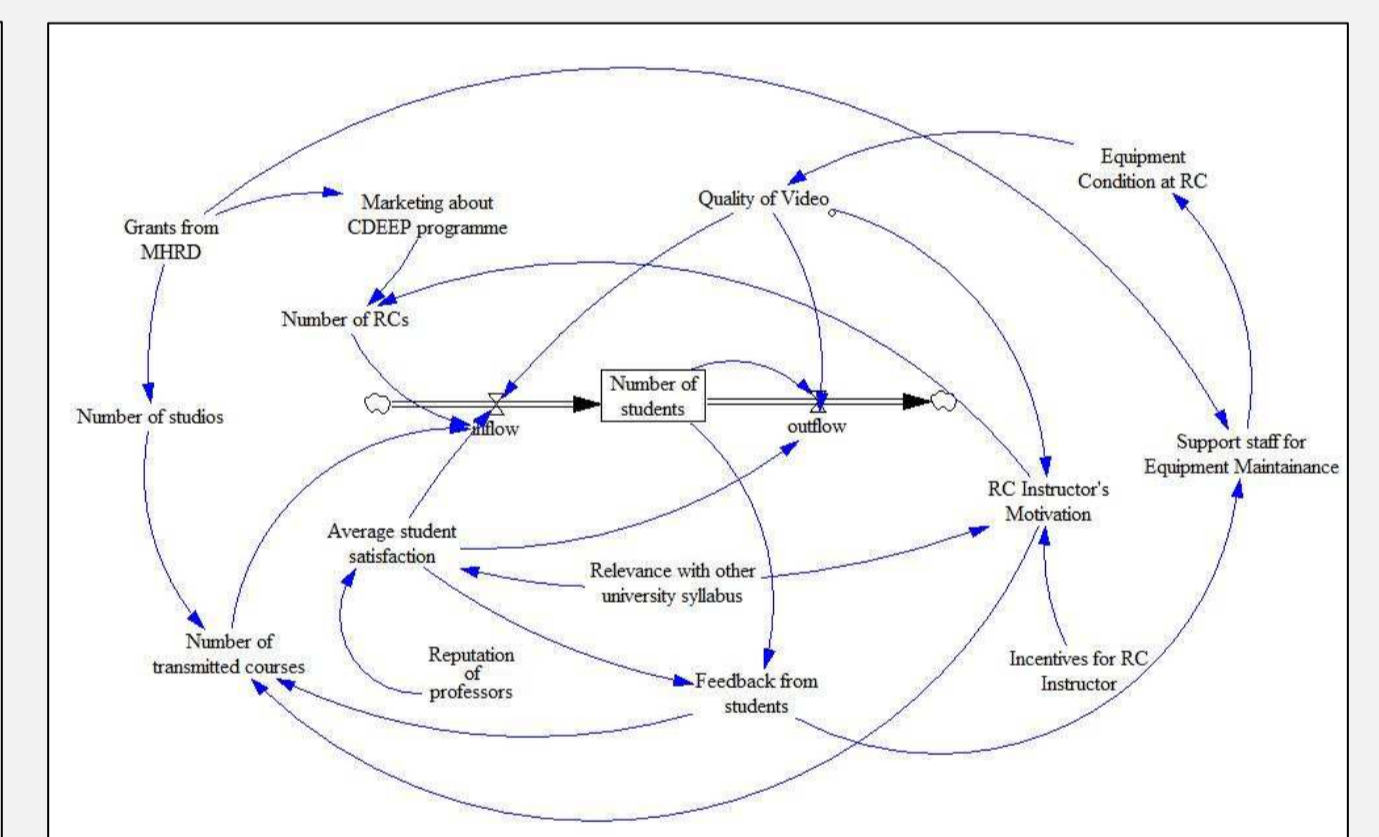 Equipment
Condition at RC
Quality of Video
Marketing about
CDEEP programme
Grants from
MHRD
Number of RCs
Number of
students
Number of studios
inflow
outflow
Support staff for
Equipment Maintainance
RC Instructor's
Motivation
Average student
satisfaction
Relevance with other
university syllabus
Number of
transmitted courses
Reputation
of
professors
Incentives for RC
Instructor
Feedback from
students